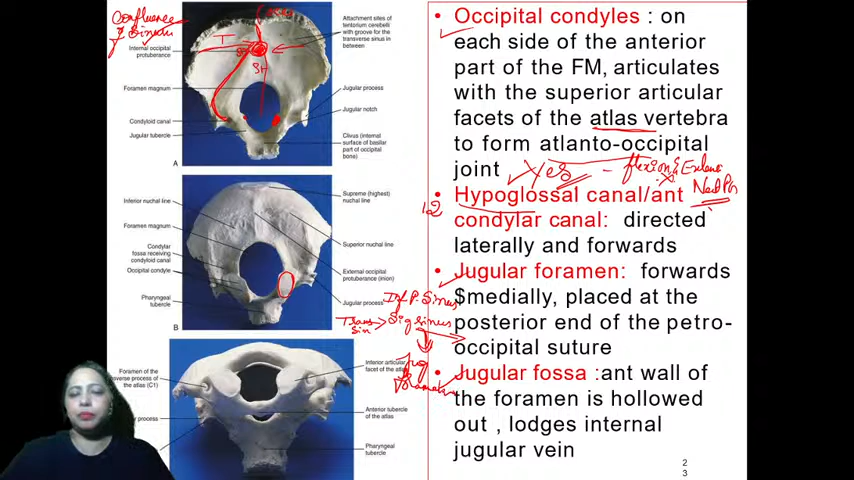 Confluence
of Sinuses
Internal occipital
protuberance
Foramen magnum
Condyloid canal
Jugular tubercle
A
Attachment sites of
tentorium cerebelli
with groove for the
transverse sinus in
between
Jugular process
Jugular notch
Clivus (internal
surface of basilar
part of occipital
bone)
Inferior nuchal line
Foramen magnum
Condylar
fossa receiving
condyloid canal
Occipital condyle
Pharyngeal
tubercle
B
Supreme (highest)
nuchal line
Superior nuchal line
External occipital
protuberance (inion)
Jugular process
Foramen of the
verse process of
the atlas (C1)
process
Inferior articular
facet of the atlas
Anterior tubercle
of the atlas
Pharyngeal
tubercle
• Occipital condyles : on
each side of the anterior
part of the FM, articulates
with the superior articular
facets of the atlas vertebra
to form atlanto-occipital
joint
Yes - flexion &
• Hypoglossal canal/ant
12
condylar canal: directed
laterally and forwards
• Jugular foramen: forwards
Inf P. Sinus
$medially, placed at the
Trans Sin > Sig sinus
posterior end of the petro-
occipital suture
Jug
• Jugular fossa :ant wall of
Foramen
the foramen is hollowed
out , lodges internal
jugular vein
2
3